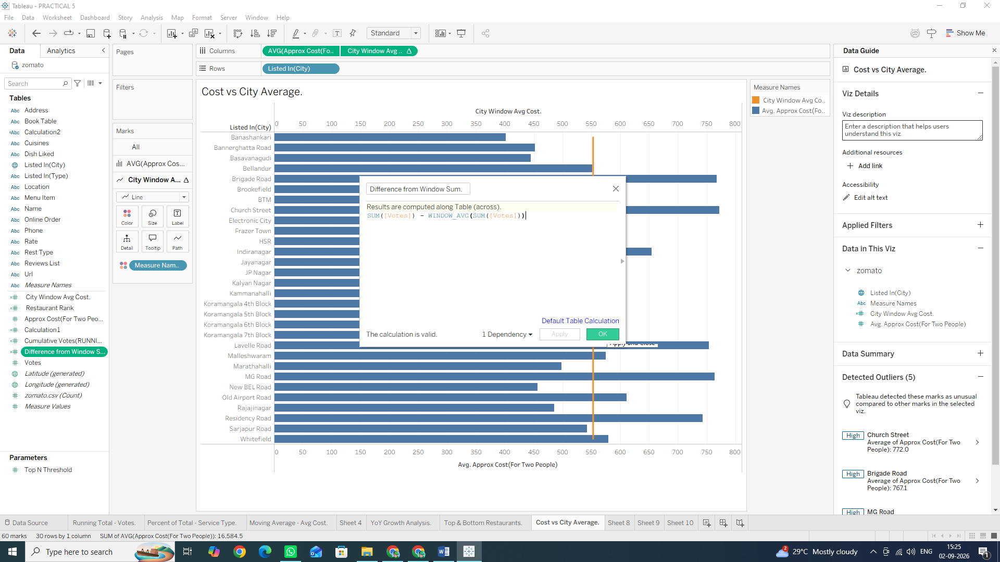 Tableau - PRACTICAL 5
File Data Worksheet Dashboard Story Analysis Map Format Server Window Help
Standard
Show Me
Data Analytics
zomato
Search
Tables
Abc Address
Abc Book Table
=Abc Calculation2
Abc Cuisines
Abc Dish Liked
Listed In(City)
Abc Listed In(Type)
Abc Location
Abc Menu Item
Abc Name
Abc Online Order
Abc Phone
Abc Rate
Abc Rest Type
Abc Reviews List
Abc Url
Abc Measure Names
City Window Avg Cost.
Restaurant Rank
Approx Cost(For Two Peo...
Calculation1
Cumulative Votes(RUNNI...
Difference from Window S...
Votes
Latitude (generated)
Longitude (generated)
zomato.csv (Count)
Measure Values
Parameters
Top N Threshold
Pages
Filters
Marks
All
AVG(Approx Cos...
City Window A...
Line
Color Size Label
Detail Tooltip Path
Measure Nam..
Columns AVG(Approx Cost(Fo.. City Window Avg ..
Rows Listed In(City)
Cost vs City Average.
City Window Avg Cost.
0 50 100 150 200 250 300 350 400 450 500 550 600 650 700 750 800
Listed In(City)
Banashankari
Bannerghatta Road
Basavanagudi
Bellandur
Brigade Road
Brookefield
BTM
Church Street
Electronic City
Frazer Town
HSR
Indiranagar
Jayanagar
JP Nagar
Kalyan Nagar
Kammanahalli
Koramangala 4th Block
Koramangala 5th Block
Koramangala 6th Block
Koramangala 7th Block
Lavelle Road
Malleshwaram
Marathahalli
MG Road
New BEL Road
Old Airport Road
Rajajinagar
Residency Road
Sarjapur Road
Whitefield
0 50 100 150 200 250 300 350 400 450 500 550 600 650 700 750 800
Avg. Approx Cost(For Two People)
Difference from Window Sum.
Results are computed along Table (across).
SUM([Votes]) - WINDOW_AVG(SUM([Votes]))
Default Table Calculation
The calculation is valid. 1 Dependency Apply OK
Apply and Close
Measure Names
City Window Avg Co..
Avg. Approx Cost(Fo..
Data Guide
Cost vs City Average.
Viz Details
Viz description
Enter a description that helps users
understand this viz
Additional resources
Add link
Accessibility
Edit alt text
Applied Filters
Data in This Viz
zomato
Listed In(City)
Abc Measure Names
City Window Avg Cost.
Avg. Approx Cost(For Two People)
Data Summary
Detected Outliers (5)
Tableau detected these marks as unusual
compared to other marks in the selected
viz.
High Church Street
Average of Approx Cost(For Two
People): 772.0
High Brigade Road
Average of Approx Cost(For Two
People): 767.1
High MG Road
Data Source Running Total - Votes. Percent of Total - Service Type. Moving Average - Avg Cost. Sheet 4 YoY Growth Analysis. Top & Bottom Restaurants. Cost vs City Average. Sheet 8 Sheet 9 Sheet 10
60 marks 30 rows by 1 column SUM of AVG(Approx Cost(For Two People)): 16,584.5
Type here to search
2 29°C Mostly cloudy ENG 15:25
02-09-2026
1